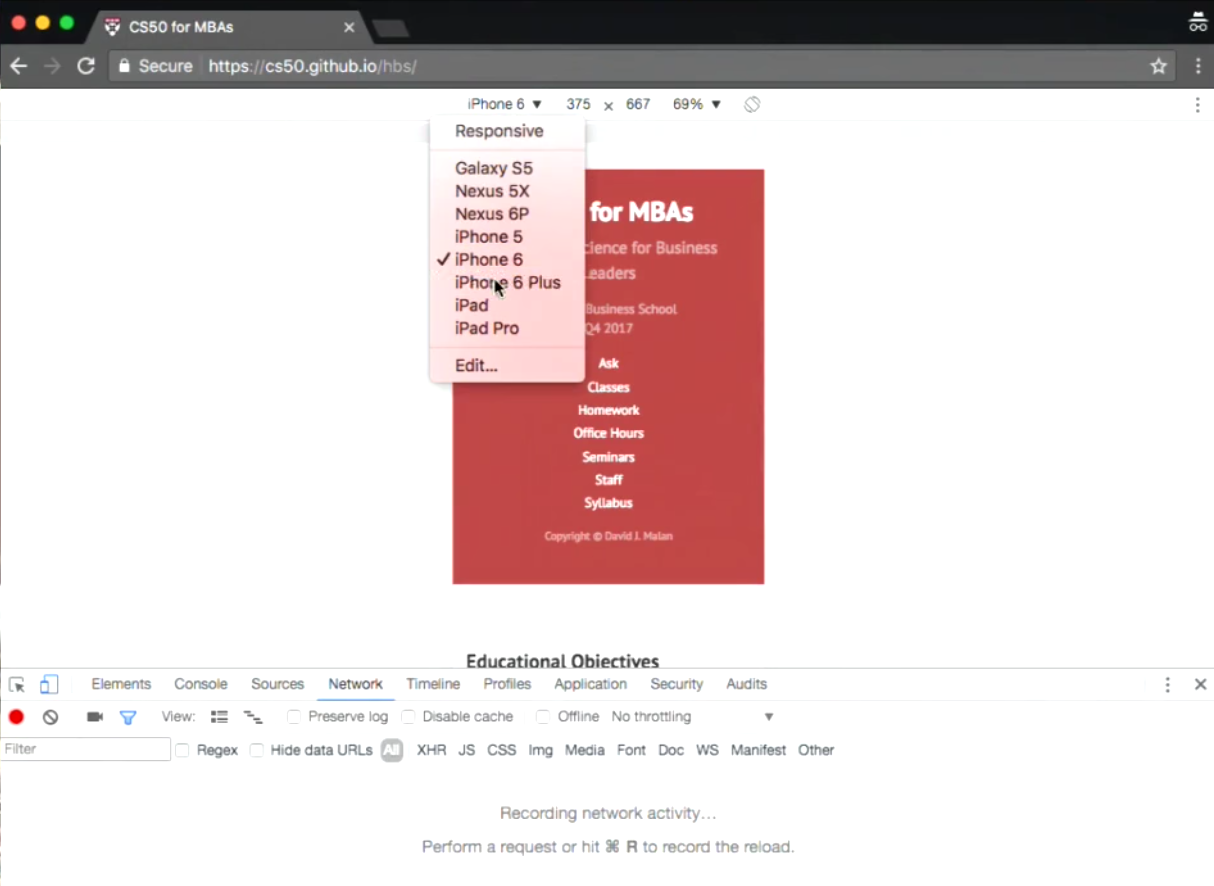 CS50 for MBAs
Secure https://cs50.github.io/hbs/
iPhone 6 375 x 667 69%
Responsive
Galaxy S5
Nexus 5X
Nexus 6P
iPhone 5
iPhone 6
iPhone 6 Plus
iPad
iPad Pro
Edit...
for MBAs
cience for Business
Leaders
Business School
Q4 2017
Ask
Classes
Homework
Office Hours
Seminars
Staff
Syllabus
Copyright © David J. Malan
Educational Objectives
Elements Console Sources Network Timeline Profiles Application Security Audits
View: Preserve log Disable cache Offline No throttling
Filter Regex Hide data URLs All XHR JS CSS Img Media Font Doc WS Manifest Other
Recording network activity...
Perform a request or hit ⌘ R to record the reload.